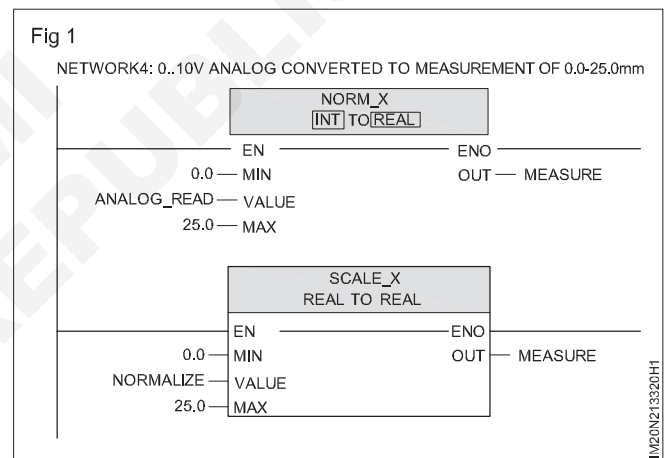 Fig 1
NETWORK4: 0..10V ANALOG CONVERTED TO MEASUREMENT OF 0.0-25.0mm
NORM_X
INT TO REAL
EN ENO
0.0 MIN OUT MEASURE
ANALOG_READ VALUE
25.0 MAX
SCALE_X
REAL TO REAL
EN ENO
0.0 MIN OUT MEASURE
NORMALIZE VALUE
25.0 MAX
IM20N213320H1